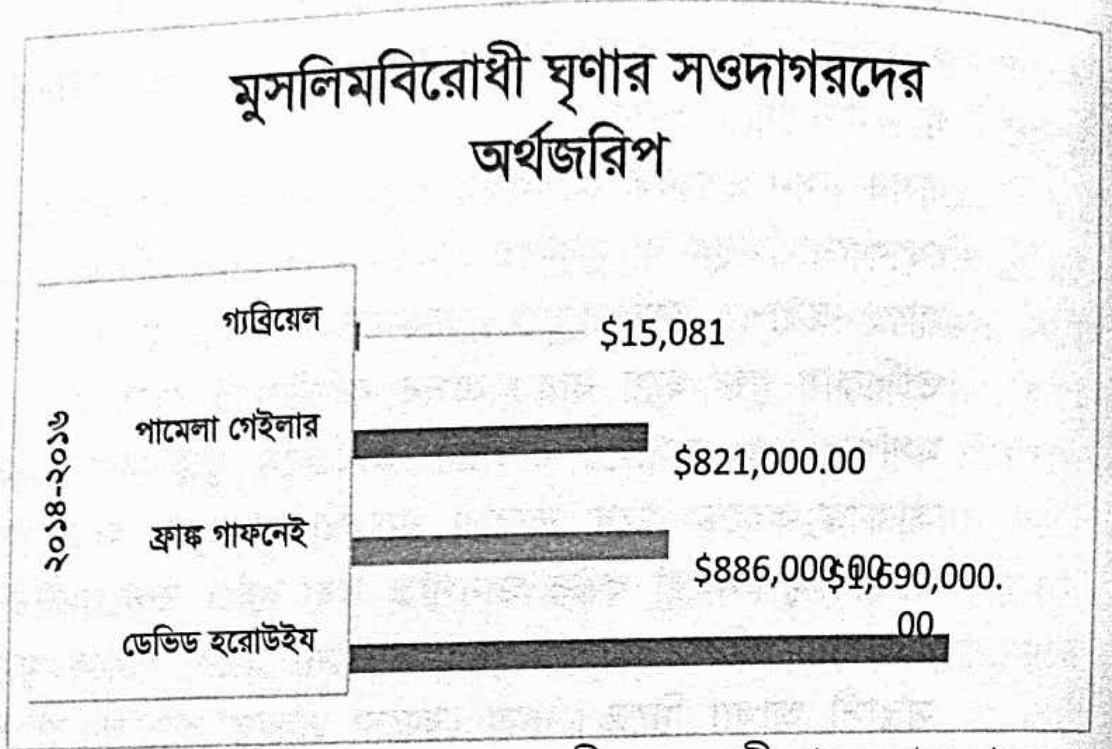 মুসলিমবিরোধী ঘৃণার সওদাগরদের
অর্থজরিপ
২০১৪-২০১৬
গ্যব্রিয়েল
$15,081
পামেলা গেইলার
$821,000.00
ফ্রাঙ্ক গাফনেই
$886,000.00
$1,690,000.
00
ডেভিড হরোউইয